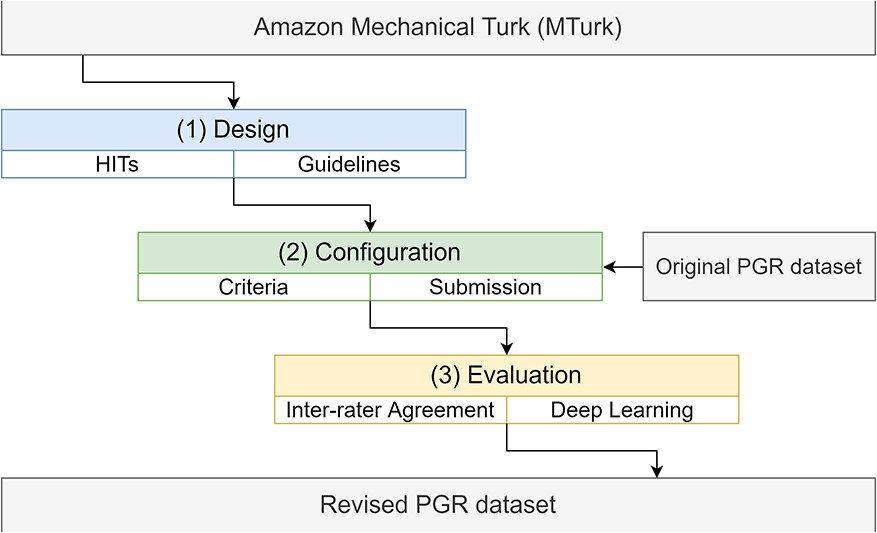 Amazon Mechanical Turk (MTurk)
(1) Design
HITs Guidelines
(2) Configuration
Original PGR dataset
Criteria Submission
(3) Evaluation
Inter-rater Agreement Deep Learning
Revised PGR dataset